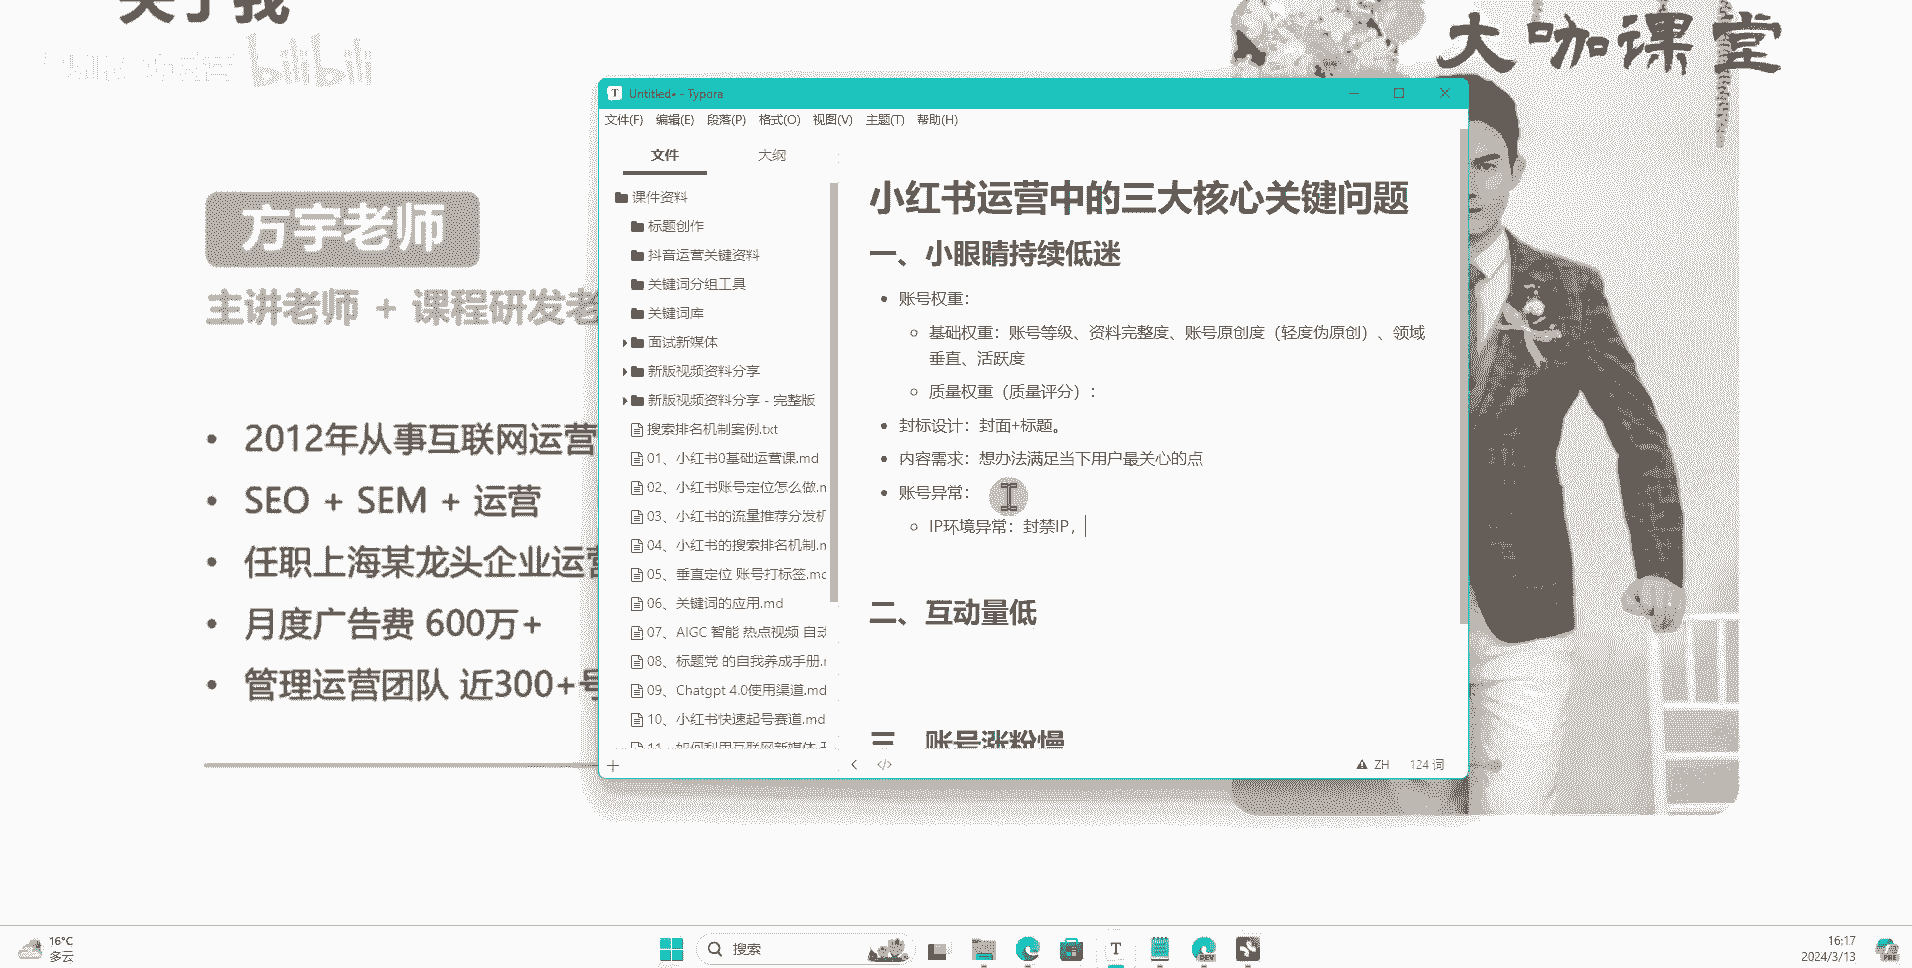 关于我
bilibili
大咖课堂
方宇老师
主讲老师 + 课程研发老
2012年从事互联网运营
SEO + SEM + 运营
任职上海某龙头企业运营
月度广告费 600万+
管理运营团队 近300+号
Untitled• - Typora
文件(F) 编辑(E) 段落(P) 格式(O) 视图(V) 主题(T) 帮助(H)
文件 大纲
课件资料
标题创作
抖音运营关键资料
关键词分组工具
关键词库
面试新媒体
新版视频资料分享
新版视频资料分享 - 完整版
搜索排名机制案例.txt
01、小红书0基础运营课.md
02、小红书账号定位怎么做.m
03、小红书的流量推荐分发机
04、小红书的搜索排名机制.m
05、垂直定位 账号打标签.md
06、关键词的应用.md
07、AIGC 智能 热点视频 自动
08、标题党 的自我养成手册.m
09、Chatgpt 4.0使用渠道.md
10、小红书快速起号赛道.md
11、如何利用互联网新媒体
小红书运营中的三大核心关键问题
一、小眼睛持续低迷
账号权重：
基础权重：账号等级、资料完整度、账号原创度（轻度伪原创）、领域
垂直、活跃度
质量权重（质量评分）：
封标设计：封面+标题。
内容需求：想办法满足当下用户最关心的点
账号异常：
IP环境异常：封禁IP，
二、互动量低
三、账号涨粉慢
ZH 124 词
16°C
多云
搜索
T
DEV
16:17
2024/3/13
PRE